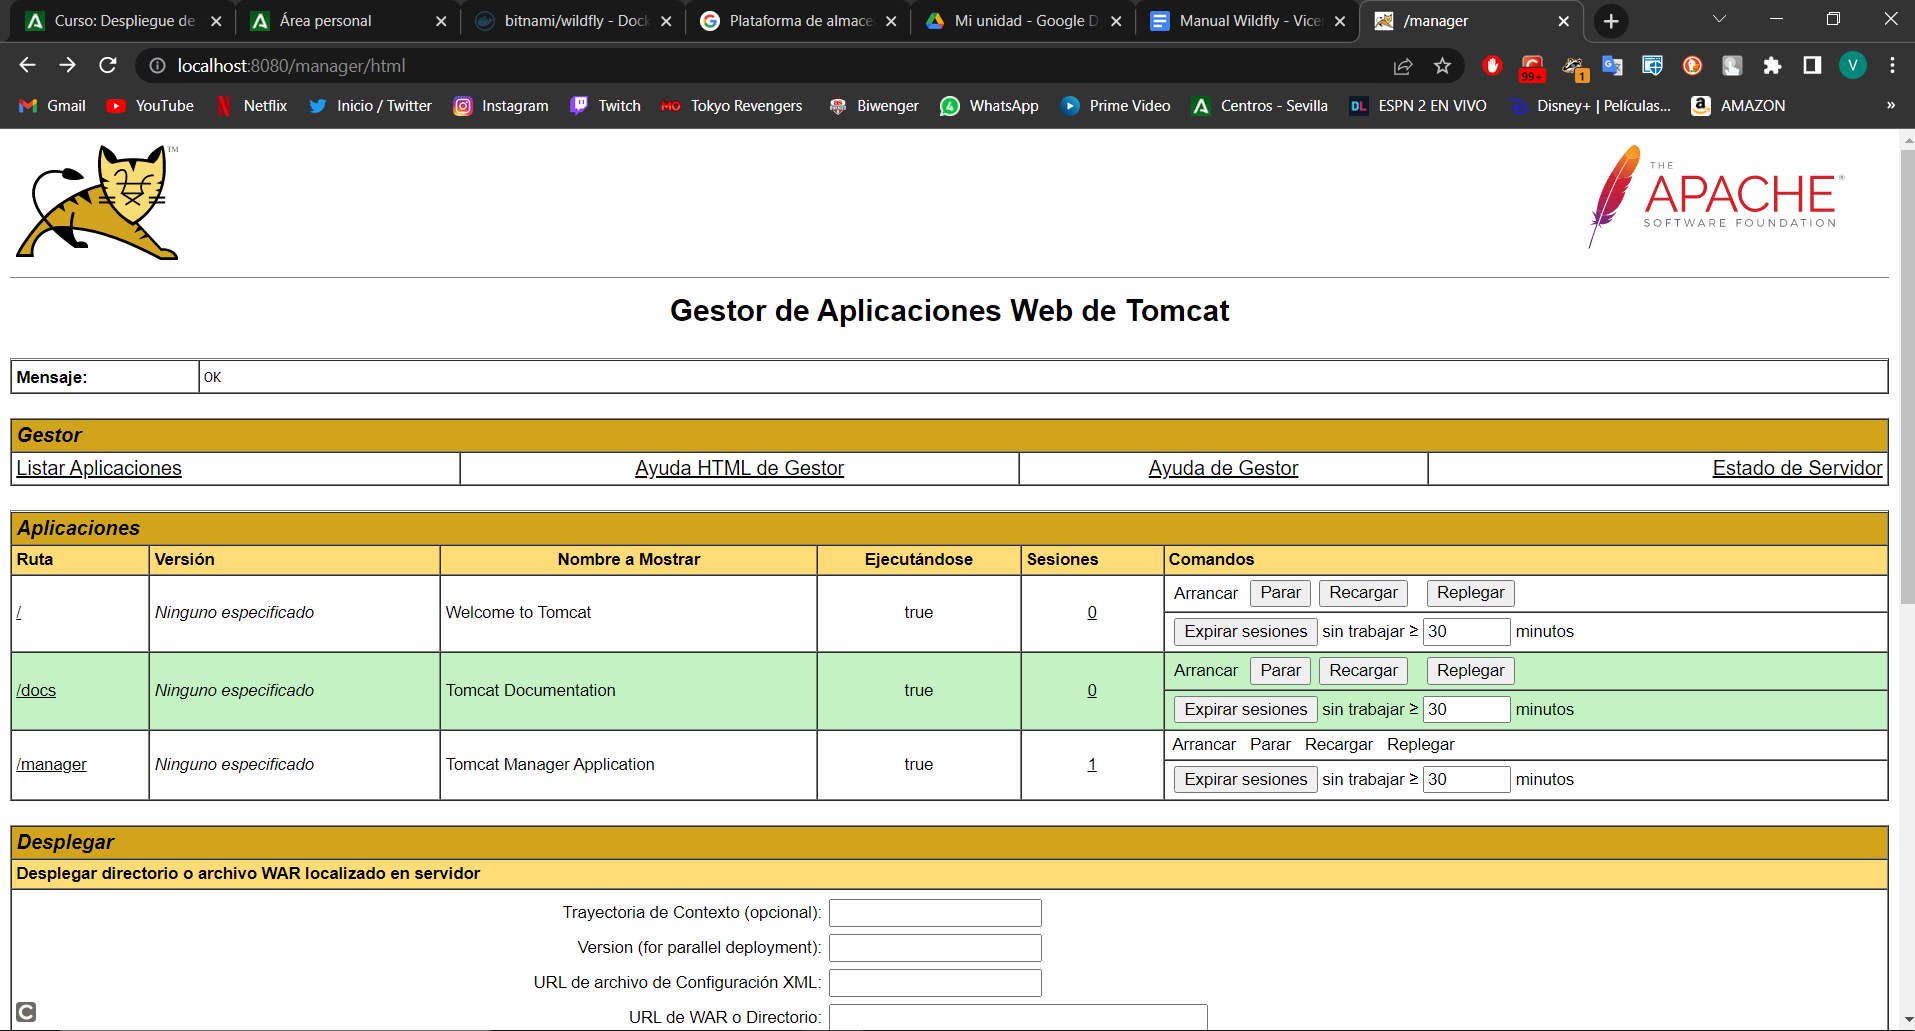 Curso: Despliegue de
Área personal
bitnami/wildfly - Dock
Plataforma de almace
Mi unidad - Google D
Manual Wildfly - Vice
/manager
localhost:8080/manager/html
99+
1
V
Gmail
YouTube
Netflix
Inicio / Twitter
Instagram
Twitch
MO Tokyo Revengers
Biwenger
WhatsApp
Prime Video
Centros - Sevilla
DL ESPN 2 EN VIVO
Disney+ | Películas...
AMAZON
»
TM
THE
APACHE®
SOFTWARE FOUNDATION
Gestor de Aplicaciones Web de Tomcat
Mensaje: OK
Gestor
Listar Aplicaciones Ayuda HTML de Gestor Ayuda de Gestor Estado de Servidor
Aplicaciones
Ruta Versión Nombre a Mostrar Ejecutándose Sesiones Comandos
/ Ninguno especificado Welcome to Tomcat true 0
Arrancar Parar Recargar Replegar
Expirar sesiones sin trabajar ≥ 30 minutos
/docs Ninguno especificado Tomcat Documentation true 0
Arrancar Parar Recargar Replegar
Expirar sesiones sin trabajar ≥ 30 minutos
/manager Ninguno especificado Tomcat Manager Application true 1
Arrancar Parar Recargar Replegar
Expirar sesiones sin trabajar ≥ 30 minutos
Desplegar
Desplegar directorio o archivo WAR localizado en servidor
Trayectoria de Contexto (opcional):
Version (for parallel deployment):
URL de archivo de Configuración XML:
URL de WAR o Directorio:
C